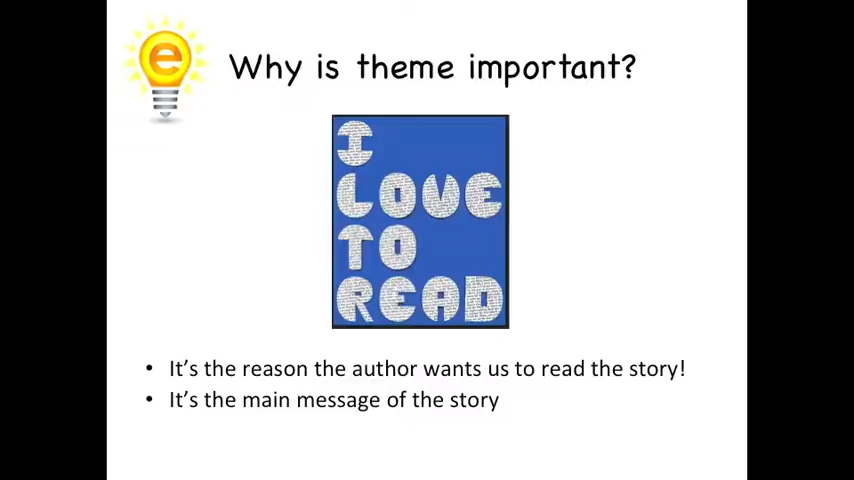 e
Why is theme important?
I
LOVE
TO
READ
• It's the reason the author wants us to read the story!
• It's the main message of the story